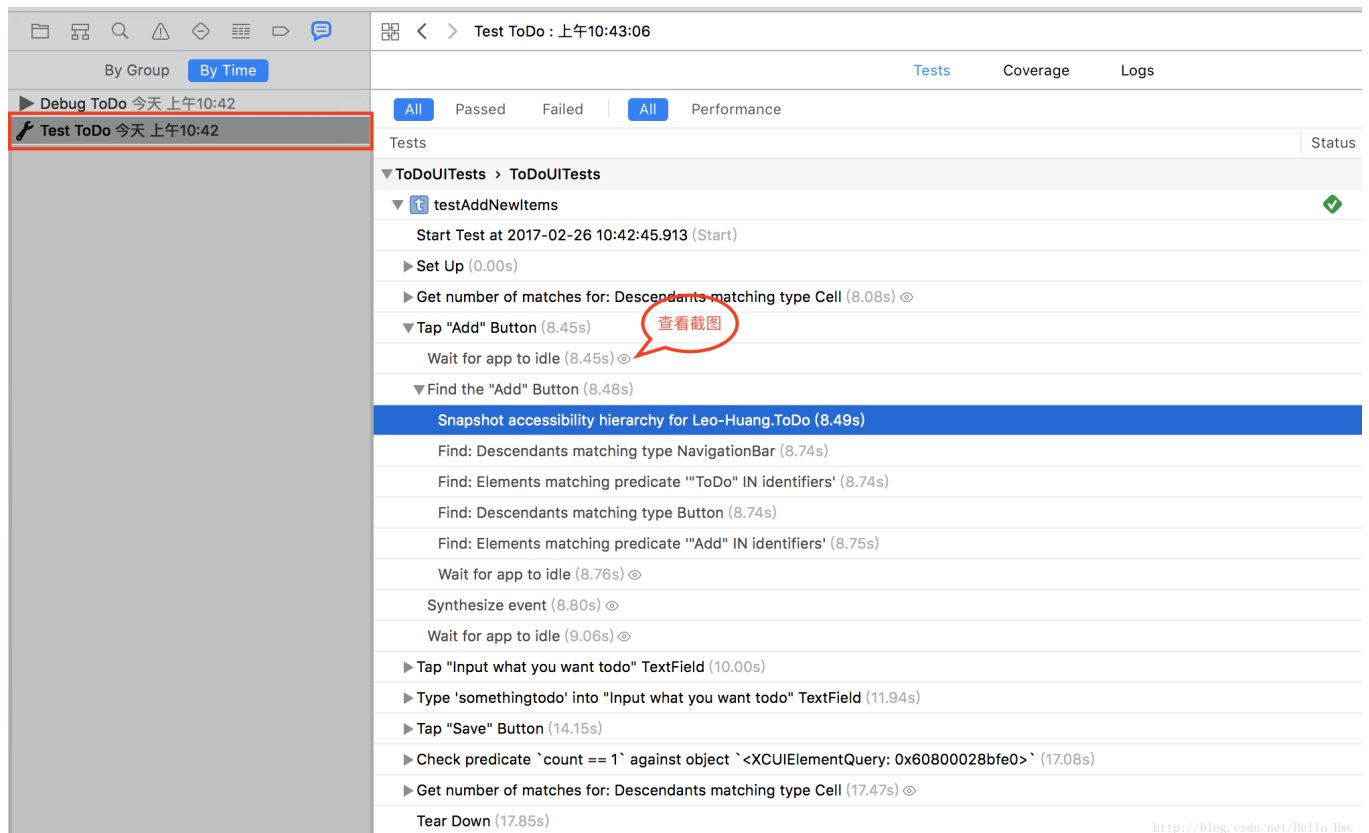 Test ToDo : 上午10:43:06
By Group By Time
Tests Coverage Logs
Debug ToDo 今天 上午10:42
Test ToDo 今天 上午10:42
All Passed Failed All Performance
Tests Status
ToDoUITests › ToDoUITests
t testAddNewItems
Start Test at 2017-02-26 10:42:45.913 (Start)
Set Up (0.00s)
Get number of matches for: Descendants matching type Cell (8.08s)
查看截图
Tap "Add" Button (8.45s)
Wait for app to idle (8.45s)
Find the "Add" Button (8.48s)
Snapshot accessibility hierarchy for Leo-Huang.ToDo (8.49s)
Find: Descendants matching type NavigationBar (8.74s)
Find: Elements matching predicate '"ToDo" IN identifiers' (8.74s)
Find: Descendants matching type Button (8.74s)
Find: Elements matching predicate '"Add" IN identifiers' (8.75s)
Wait for app to idle (8.76s)
Synthesize event (8.80s)
Wait for app to idle (9.06s)
Tap "Input what you want todo" TextField (10.00s)
Type 'somethingtodo' into "Input what you want todo" TextField (11.94s)
Tap "Save" Button (14.15s)
Check predicate `count == 1` against object `<XCUIElementQuery: 0x60800028bfe0>` (17.08s)
Get number of matches for: Descendants matching type Cell (17.47s)
Tear Down (17.85s)
http://blog.csdn.net/Hello_Hwc